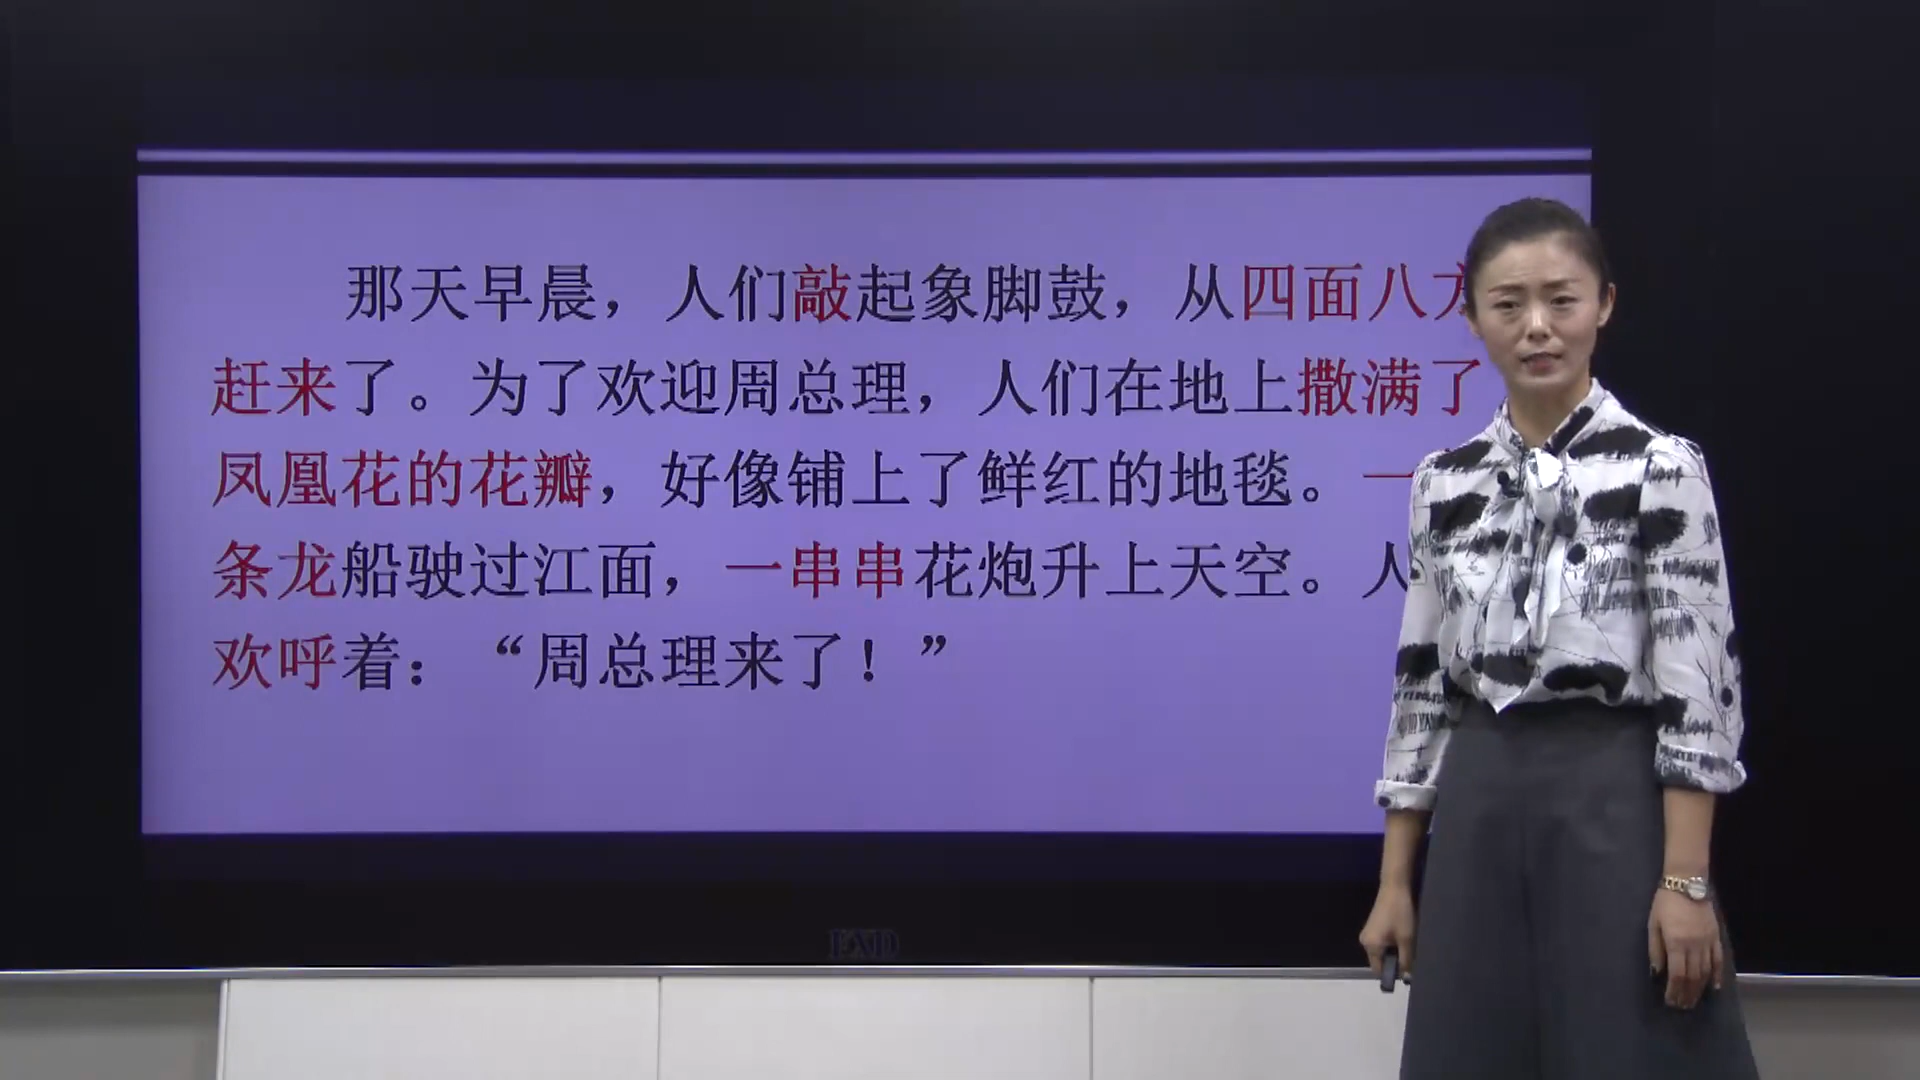 那天早晨，人们敲起象脚鼓，从四面八方
赶来了。为了欢迎周总理，人们在地上撒满了
凤凰花的花瓣，好像铺上了鲜红的地毯。一
条龙船驶过江面，一串串花炮升上天空。人
欢呼着：“周总理来了！”